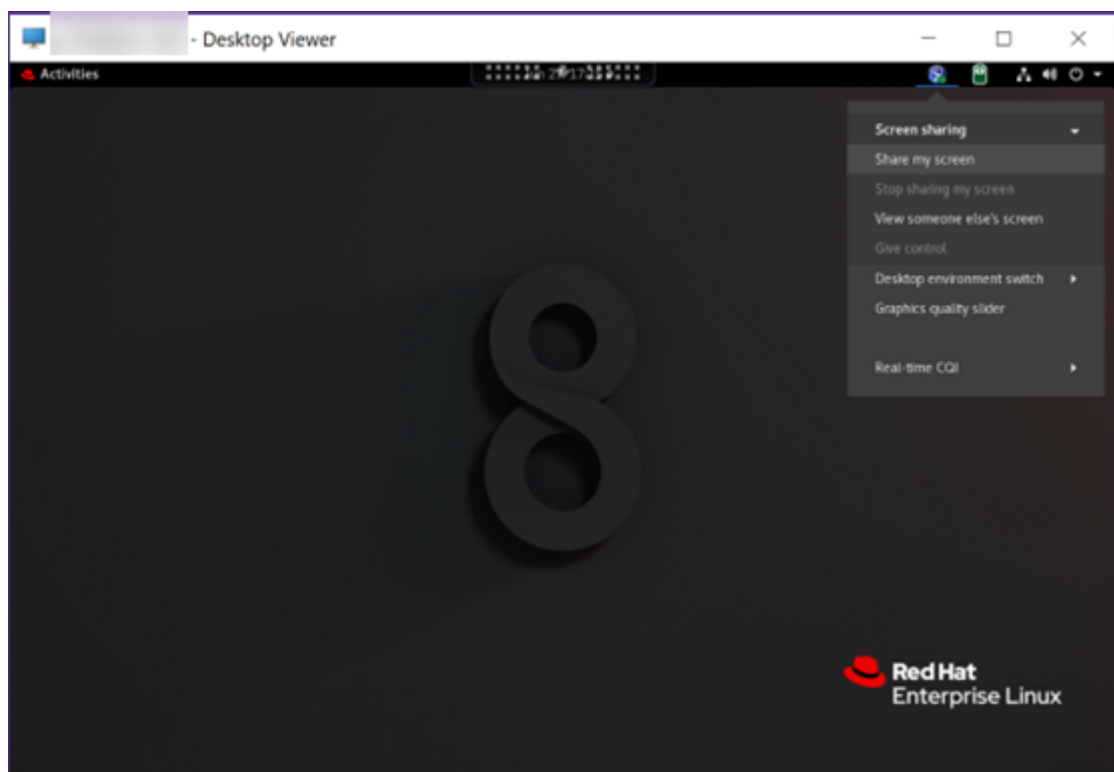 - Desktop Viewer
Activities
Screen sharing
Share my screen
Stop sharing my screen
View someone else's screen
Give control
Desktop environment switch
Graphics quality slider
Real-time CQI
8
Red Hat
Enterprise Linux